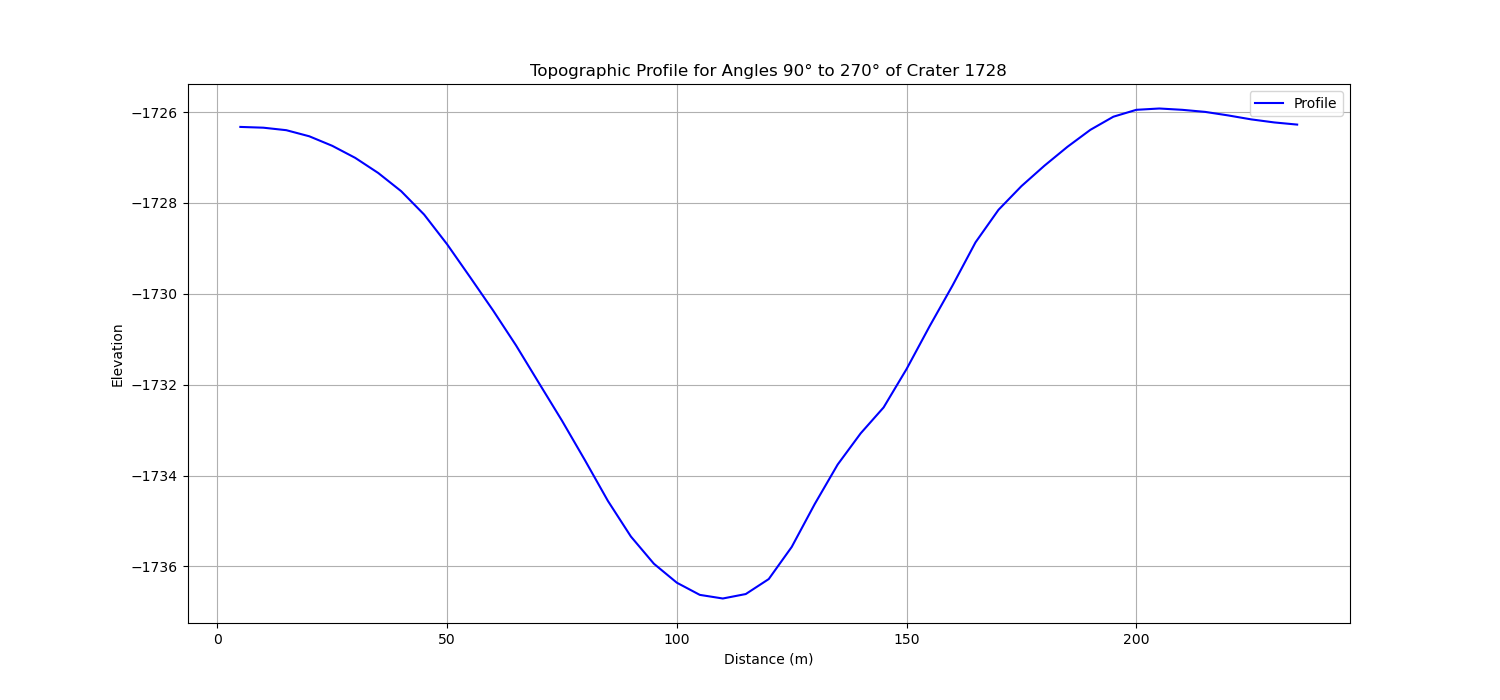 Topographic Profile for Angles 90° to 270° of Crater 1728
Profile
−1726
−1728
−1730
−1732
−1734
−1736
Elevation
0 50 100 150 200
Distance (m)